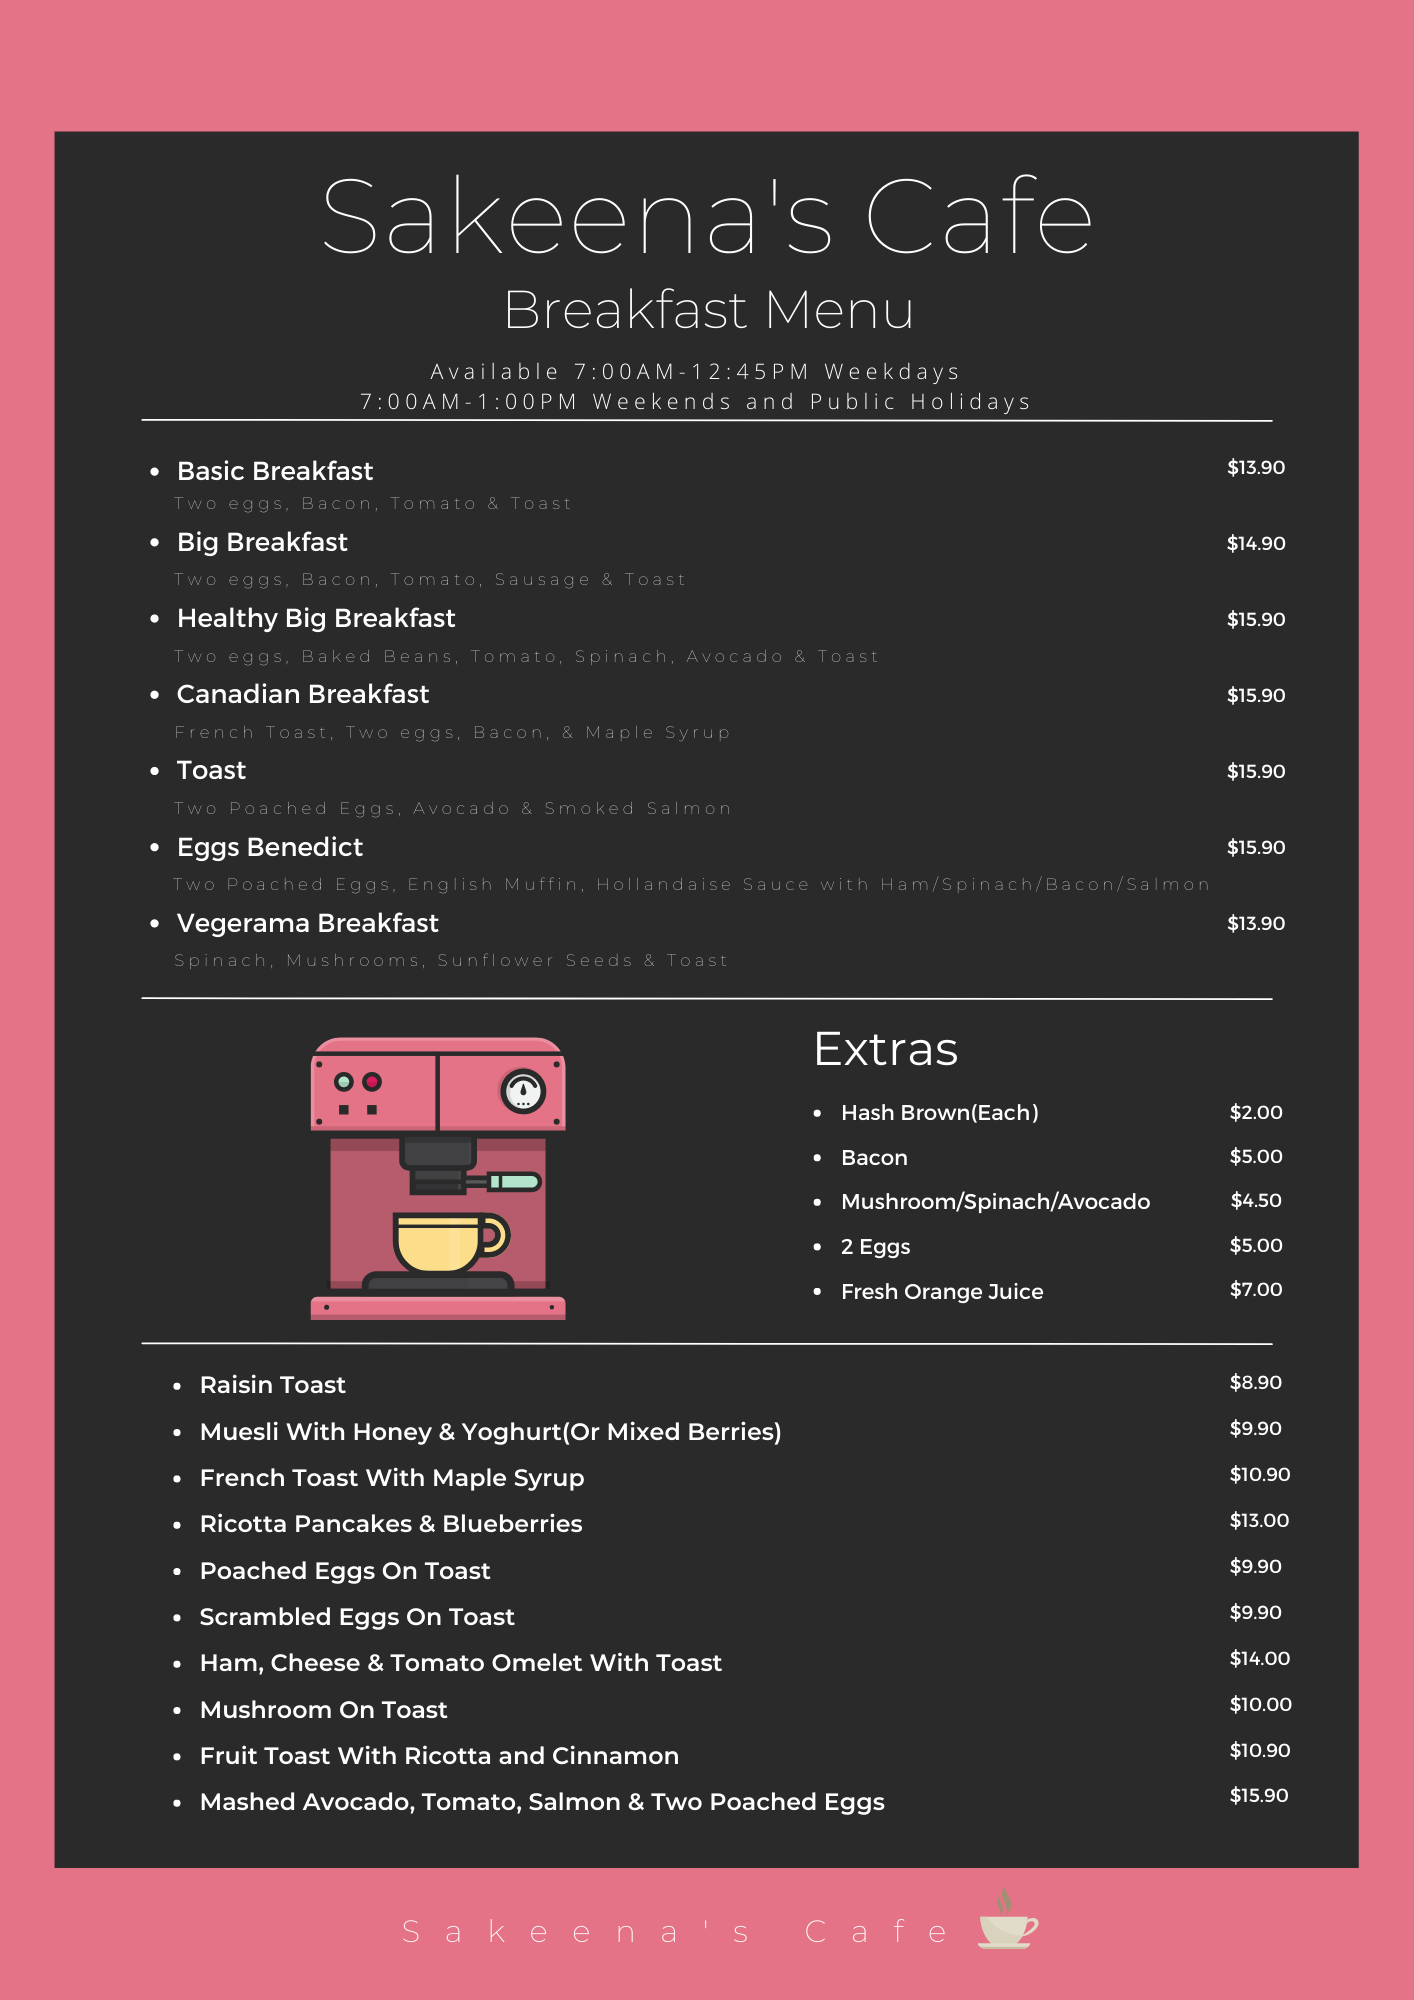 Sakeena's Cafe
Breakfast Menu
Available 7:00AM-12:45PM Weekdays
7:00AM-1:00PM Weekends and Public Holidays
• Basic Breakfast $13.90
Two eggs, Bacon, Tomato & Toast
• Big Breakfast $14.90
Two eggs, Bacon, Tomato, Sausage & Toast
• Healthy Big Breakfast $15.90
Two eggs, Baked Beans, Tomato, Spinach, Avocado & Toast
• Canadian Breakfast $15.90
French Toast, Two eggs, Bacon, & Maple Syrup
• Toast $15.90
Two Poached Eggs, Avocado & Smoked Salmon
• Eggs Benedict $15.90
Two Poached Eggs, English Muffin, Hollandaise Sauce with Ham/Spinach/Bacon/Salmon
• Vegerama Breakfast $13.90
Spinach, Mushrooms, Sunflower Seeds & Toast
Extras
• Hash Brown(Each) $2.00
• Bacon $5.00
• Mushroom/Spinach/Avocado $4.50
• 2 Eggs $5.00
• Fresh Orange Juice $7.00
• Raisin Toast $8.90
• Muesli With Honey & Yoghurt(Or Mixed Berries) $9.90
• French Toast With Maple Syrup $10.90
• Ricotta Pancakes & Blueberries $13.00
• Poached Eggs On Toast $9.90
• Scrambled Eggs On Toast $9.90
• Ham, Cheese & Tomato Omelet With Toast $14.00
• Mushroom On Toast $10.00
• Fruit Toast With Ricotta and Cinnamon $10.90
• Mashed Avocado, Tomato, Salmon & Two Poached Eggs $15.90
Sakeena's Cafe